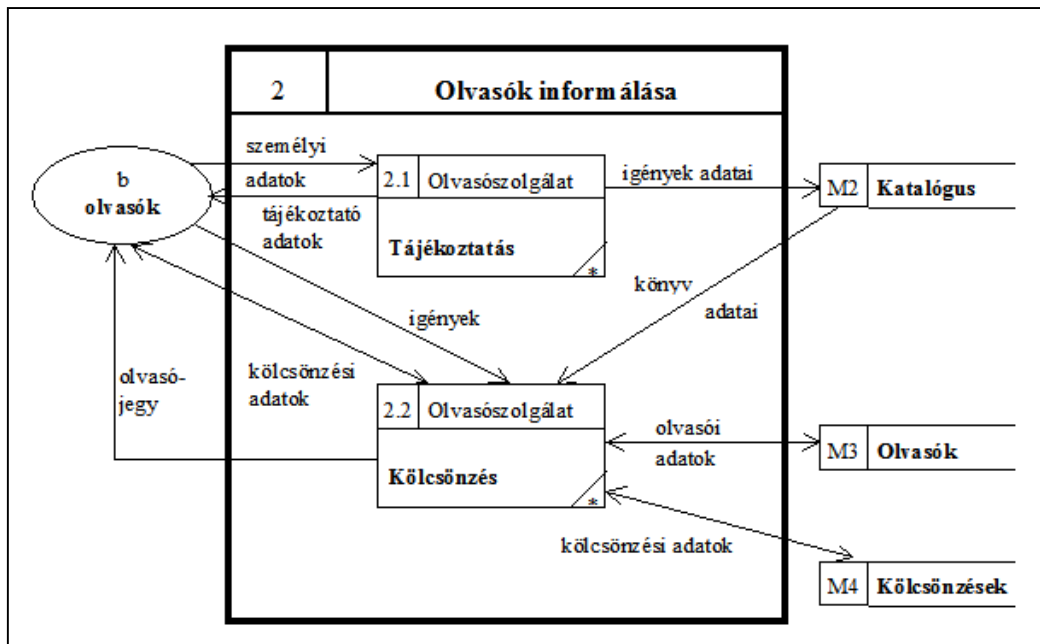 2
Olvasók informálása
b
olvasók
személyi
adatok
tájékoztató
adatok
2.1
Olvasószolgálat
Tájékoztatás
*
igények adatai
M2
Katalógus
könyv
adatai
igények
olvasó-
jegy
kölcsönzési
adatok
2.2
Olvasószolgálat
Kölcsönzés
*
olvasói
adatok
M3
Olvasók
kölcsönzési adatok
M4
Kölcsönzések